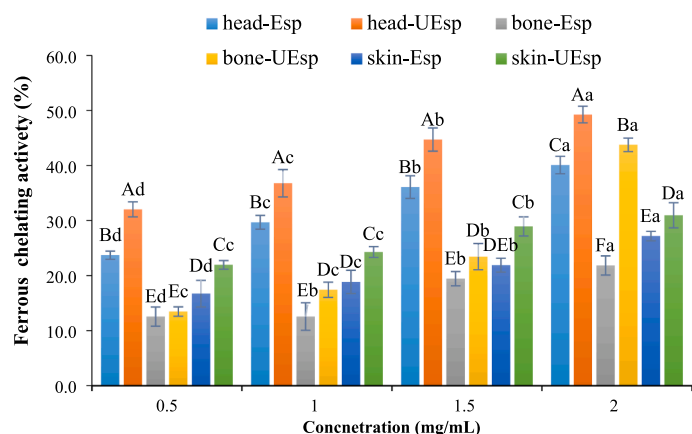 head-Esp head-UEsp bone-Esp
bone-UEsp skin-Esp skin-UEsp
Ferrous chelating activety (%)
60.0
50.0
40.0
30.0
20.0
10.0
0.0
Bd Ad Ed Ec Dd Cc
Bc Ac Eb Dc Dc Cc
Bb Ab Eb Db DEb Cb
Ca Aa Fa Ba Ea Da
0.5 1 1.5 2
Concnetration (mg/mL)